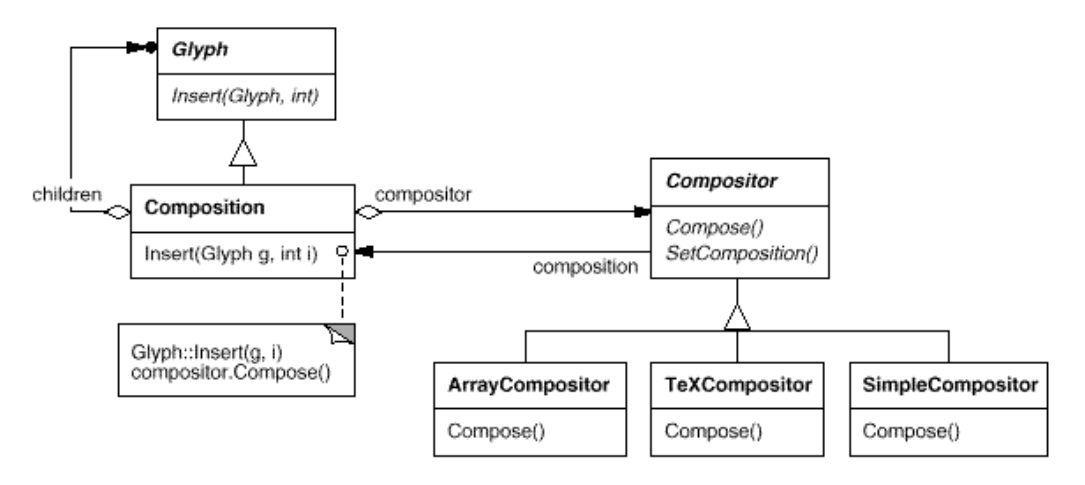 Glyph
Insert(Glyph, int)
children
Composition
Insert(Glyph g, int i)
compositor
composition
Compositor
Compose()
SetComposition()
Glyph::Insert(g, i)
compositor.Compose()
ArrayCompositor
Compose()
TeXCompositor
Compose()
SimpleCompositor
Compose()